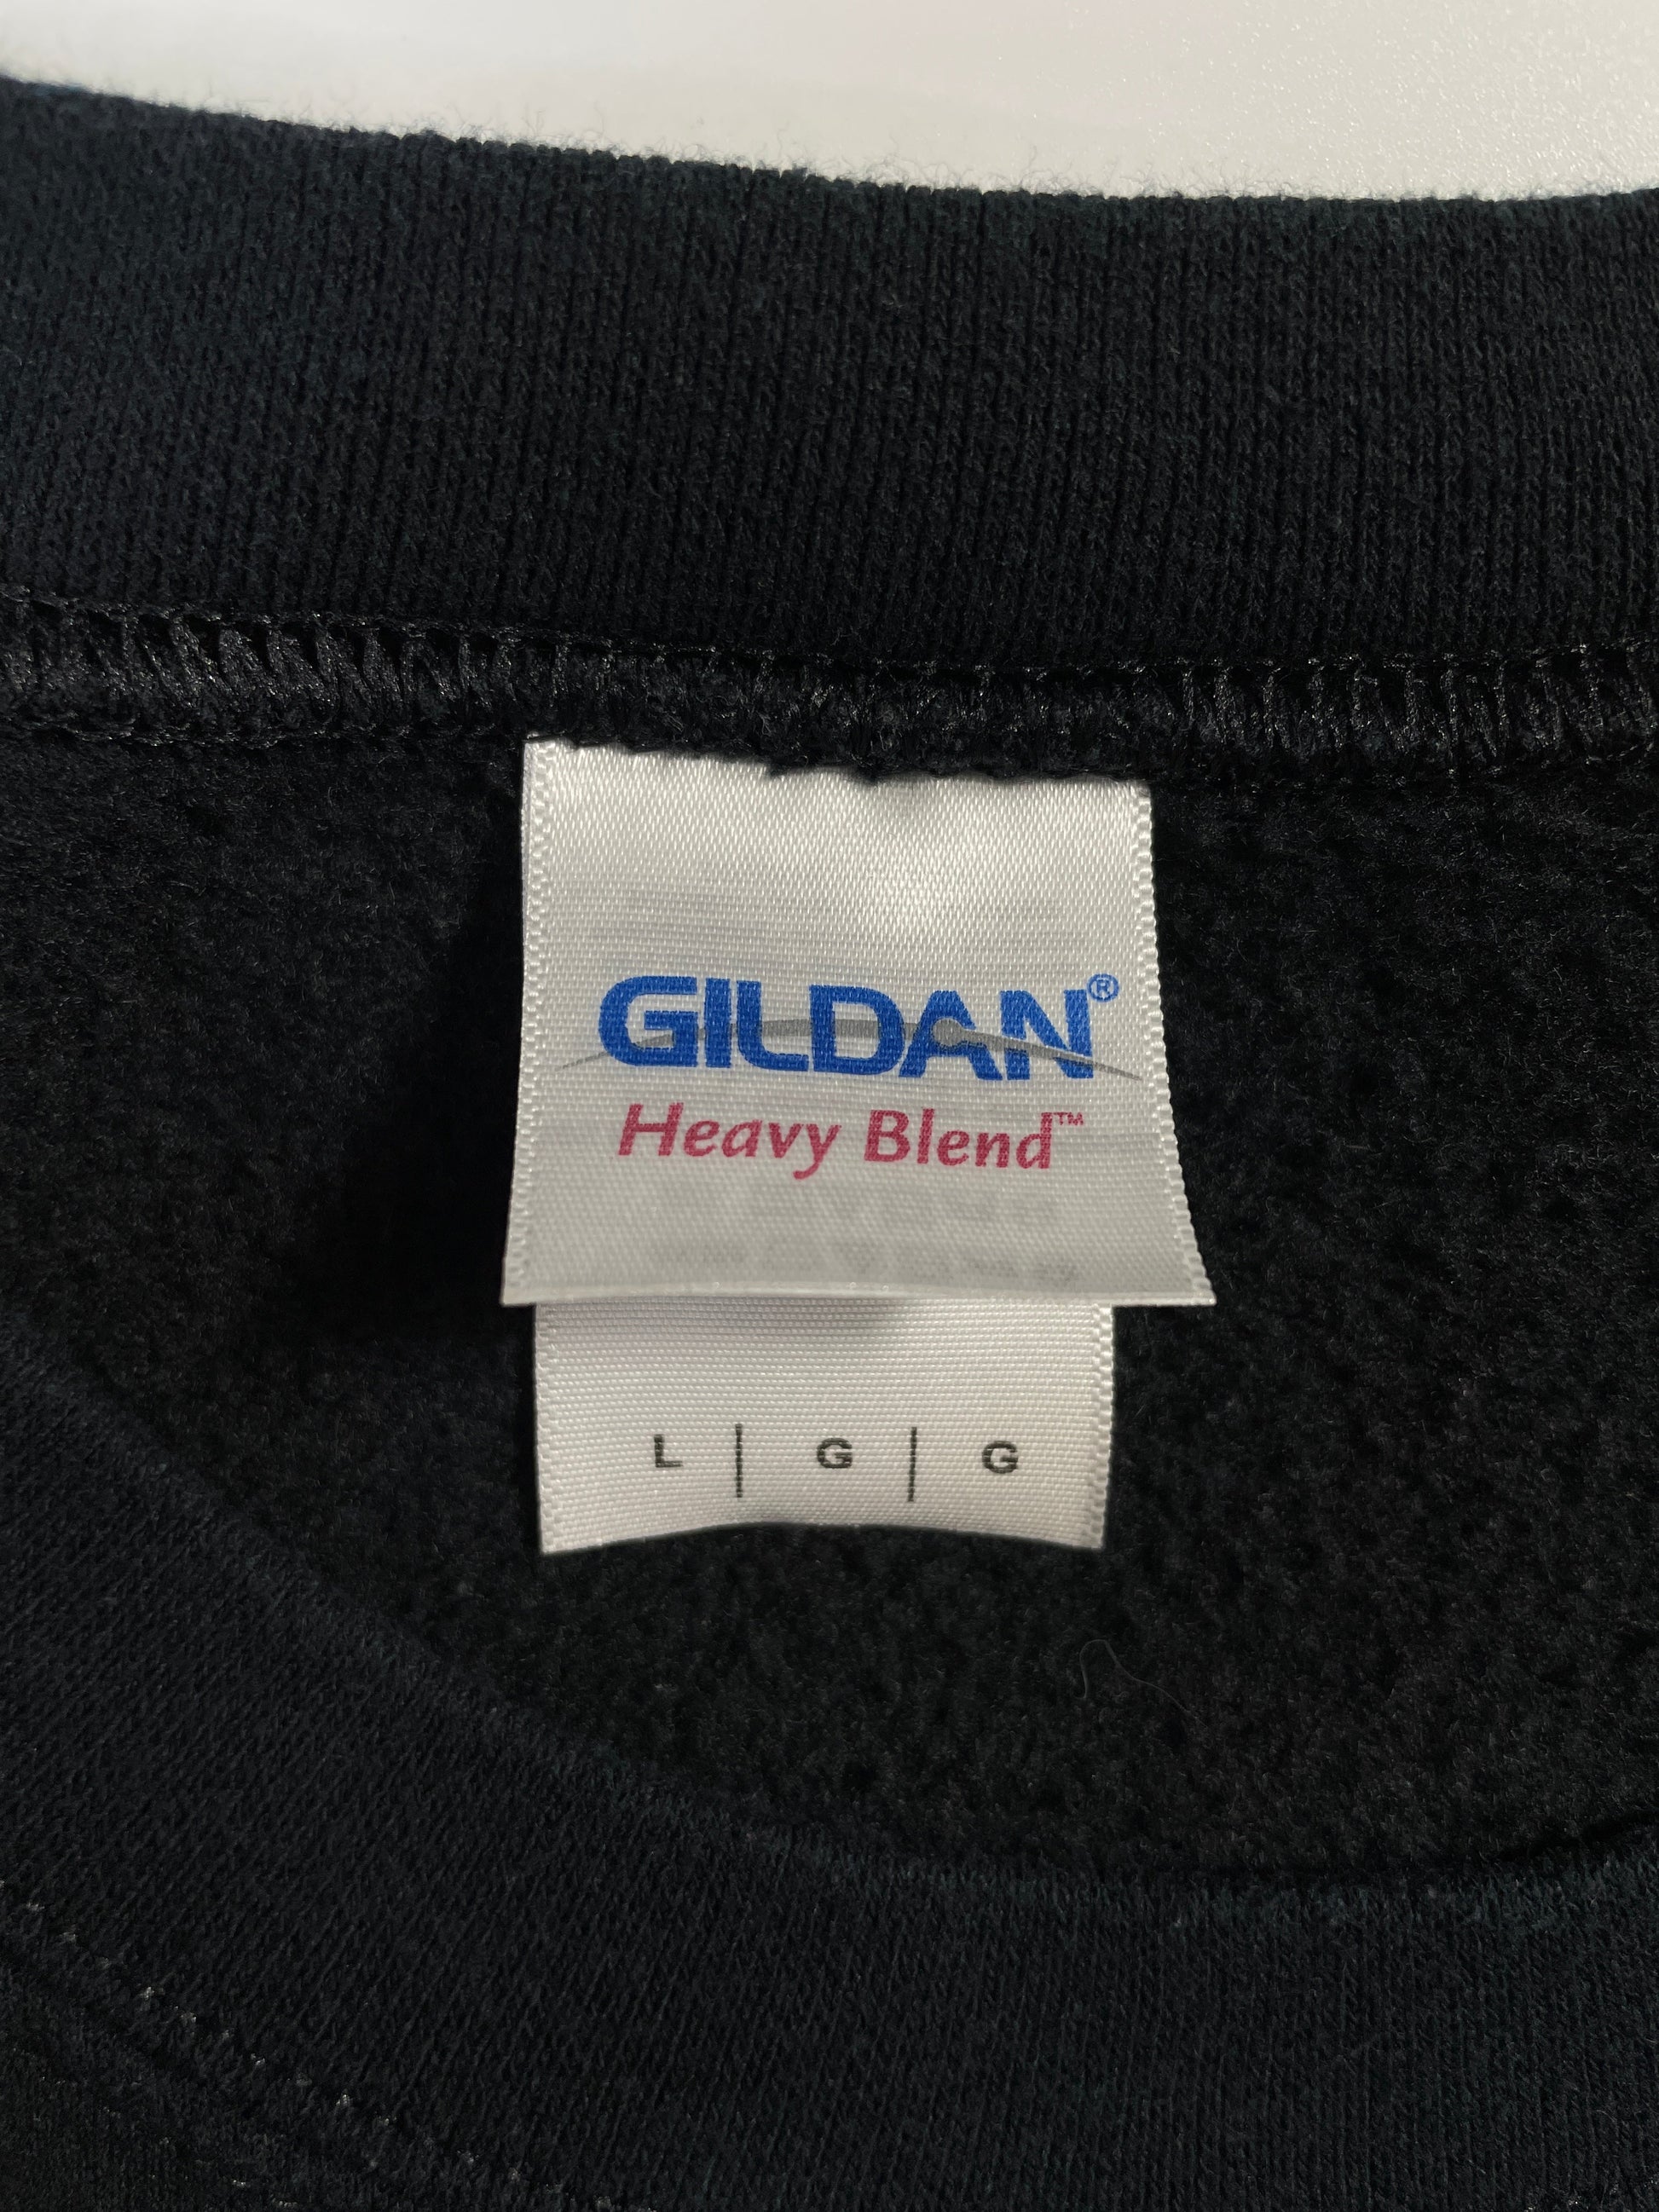 GILDAN®
Heavy Blend™
L | G | G